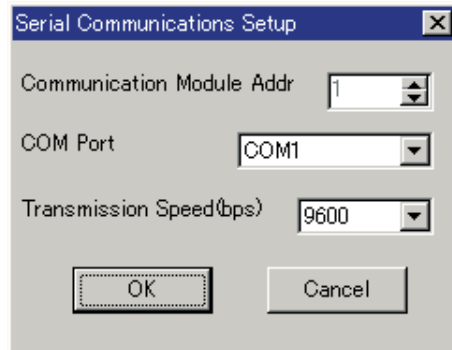 Serial Communications Setup
Communication Module Addr 1
COM Port COM1
Transmission Speed(bps) 9600
OK Cancel